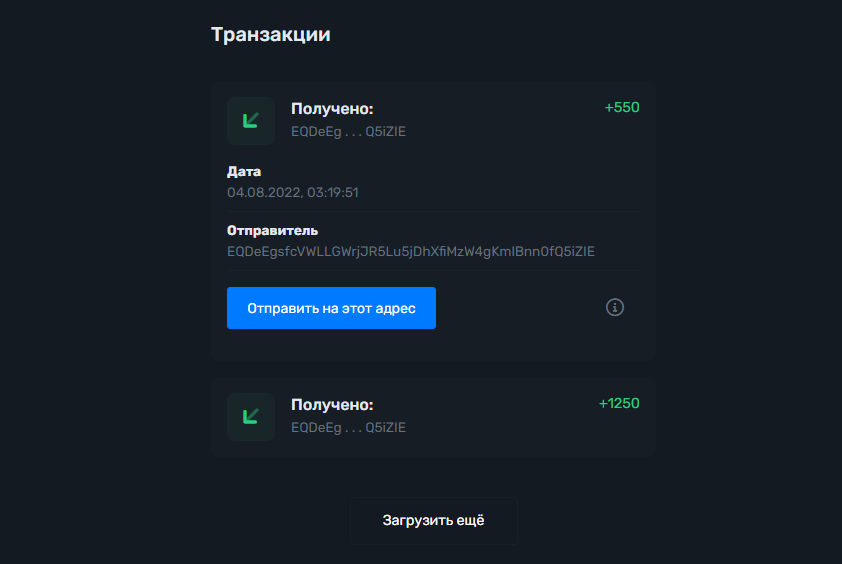 Транзакции
Получено:
+550
EQDeEg . . . Q5iZIE
Дата
04.08.2022, 03:19:51
Отправитель
EQDeEgsfcVWLLGWrjJR5Lu5jDhXfiMzW4gKmlBnn0fQ5iZIE
Отправить на этот адрес
Получено:
+1250
EQDeEg . . . Q5iZIE
Загрузить ещё